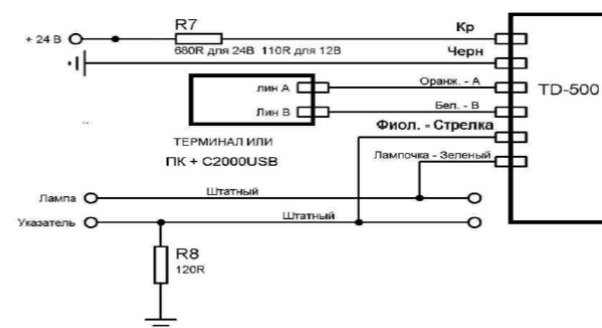 R7
Кр
+ 24 В
680R для 24В 110R для 12В
Черн
лин А
Оранж. - А
TD-500
Лин В
Бел. - В
Фиол. - Стрелка
ТЕРМИНАЛ ИЛИ
ПК + С2000USB
Лампочка - Зеленый
Лампа
Штатный
Указатель
Штатный
R8
120R